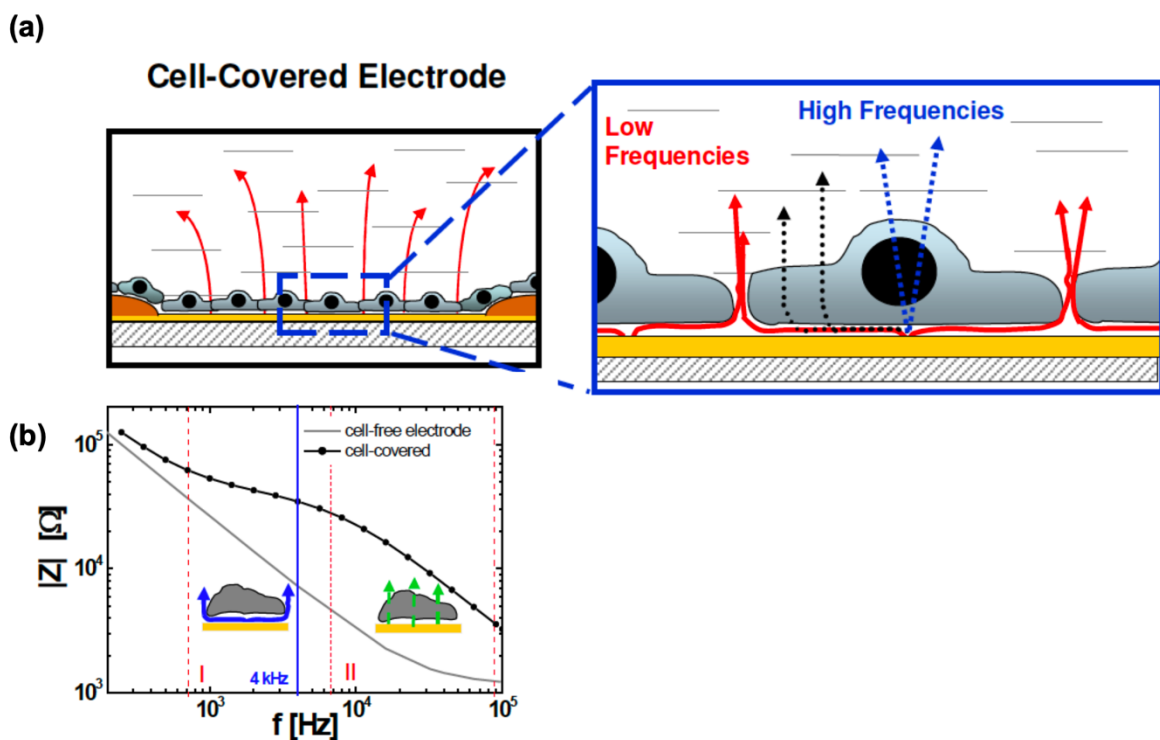 (a)
Cell-Covered Electrode
High Frequencies
Low
Frequencies
(b)
cell-free electrode
cell-covered
|Z| [Ω]
10⁵
10⁴
10³
I
4 kHz
II
10³
10⁴
10⁵
f [Hz]